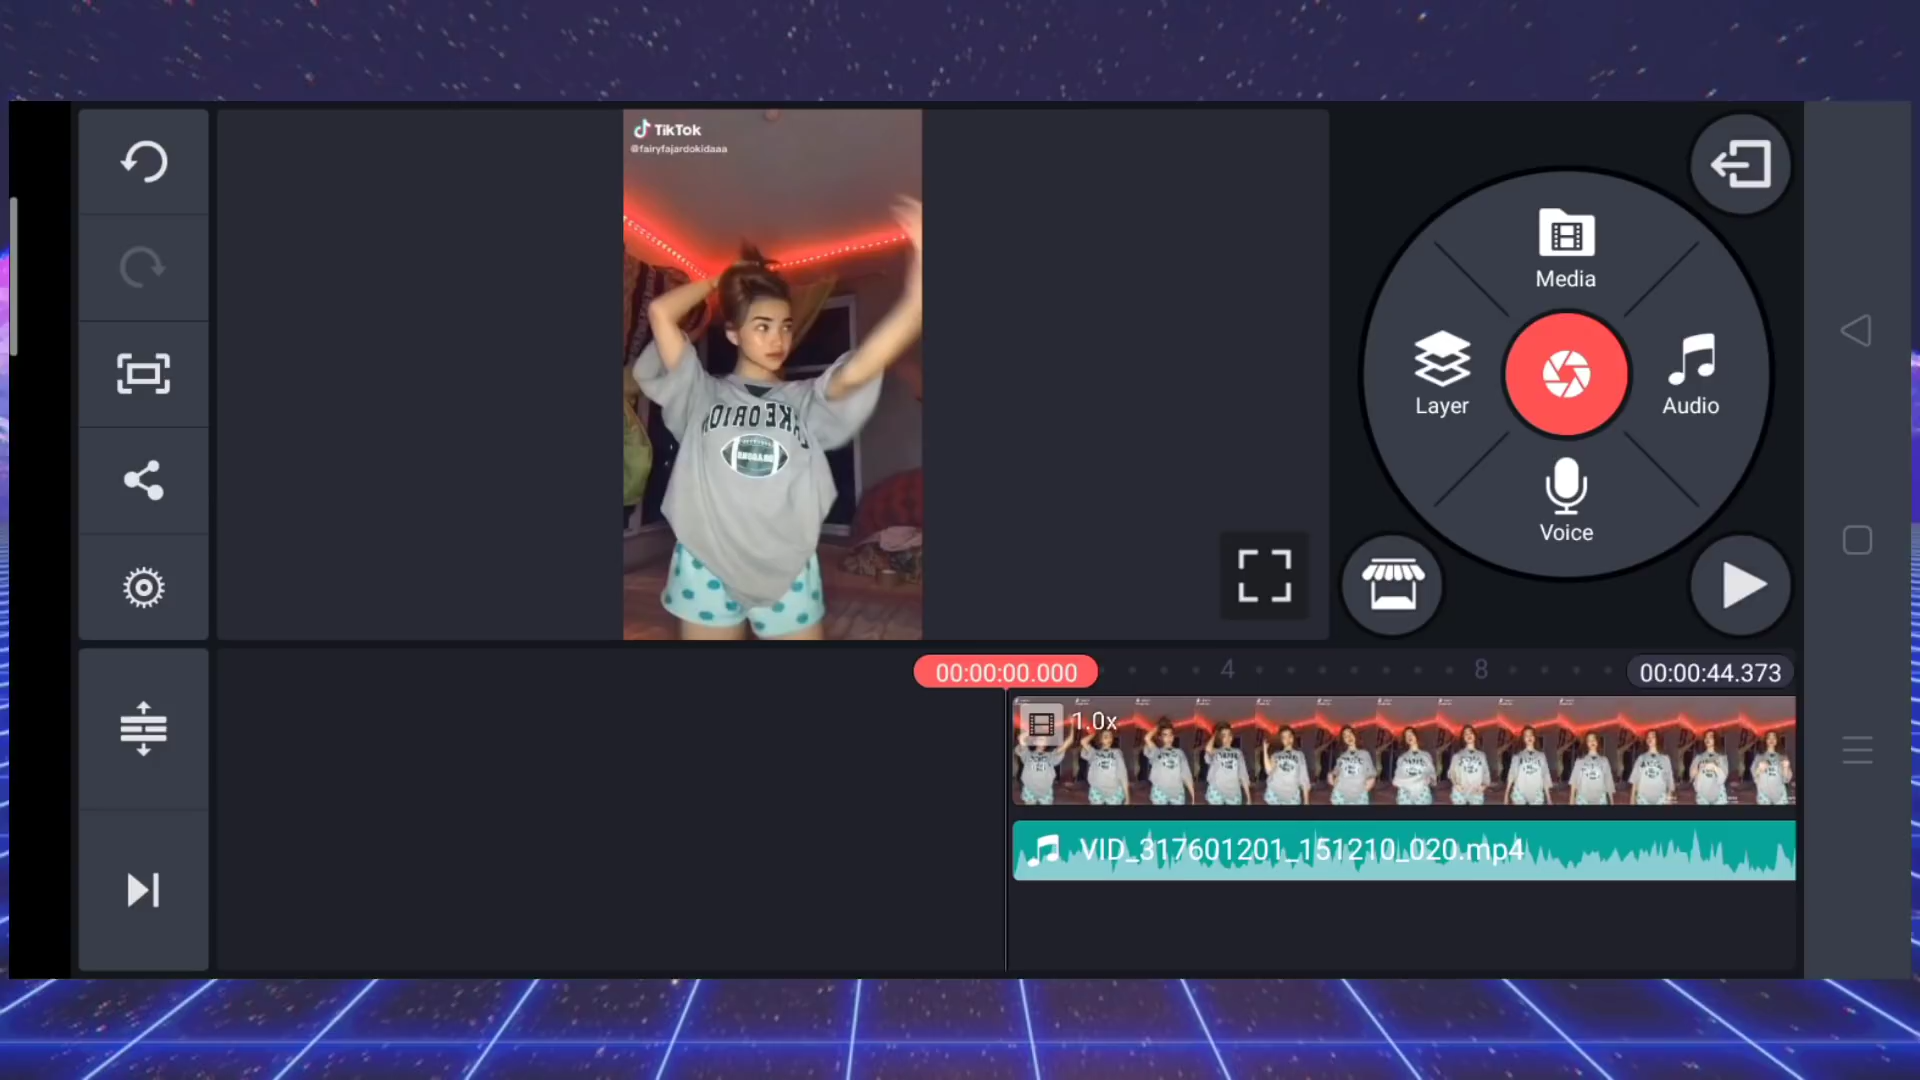 TikTok
@fairyfajardokidaaa
Media
Layer
Audio
Voice
00:00:00.000
4
8
00:00:44.373
1.0x
VID_317601201_151210_020.mp4